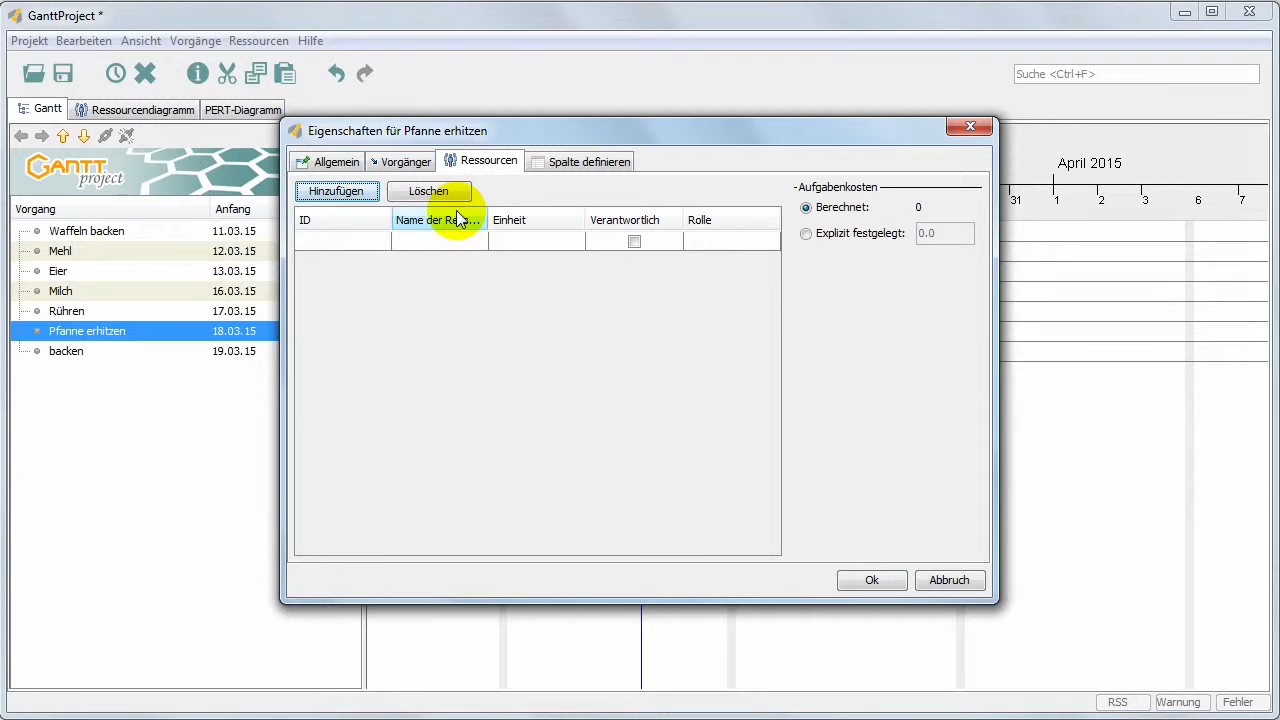 GanttProject *
Projekt Bearbeiten Ansicht Vorgänge Ressourcen Hilfe
Suche <Ctrl+F>
Gantt Ressourcendiagramm PERT-Diagramm
GANTT
project
Vorgang Anfang
Waffeln backen 11.03.15
Mehl 12.03.15
Eier 13.03.15
Milch 16.03.15
Rühren 17.03.15
Pfanne erhitzen 18.03.15
backen 19.03.15
April 2015
31 1 2 3 6 7
Eigenschaften für Pfanne erhitzen
Allgemein Vorgänger Ressourcen Spalte definieren
Hinzufügen Löschen
ID Name der Einheit Verantwortlich Rolle
Aufgabenkosten
Berechnet: 0
Explizit festgelegt: 0.0
Ok Abbruch
RSS Warnung Fehler